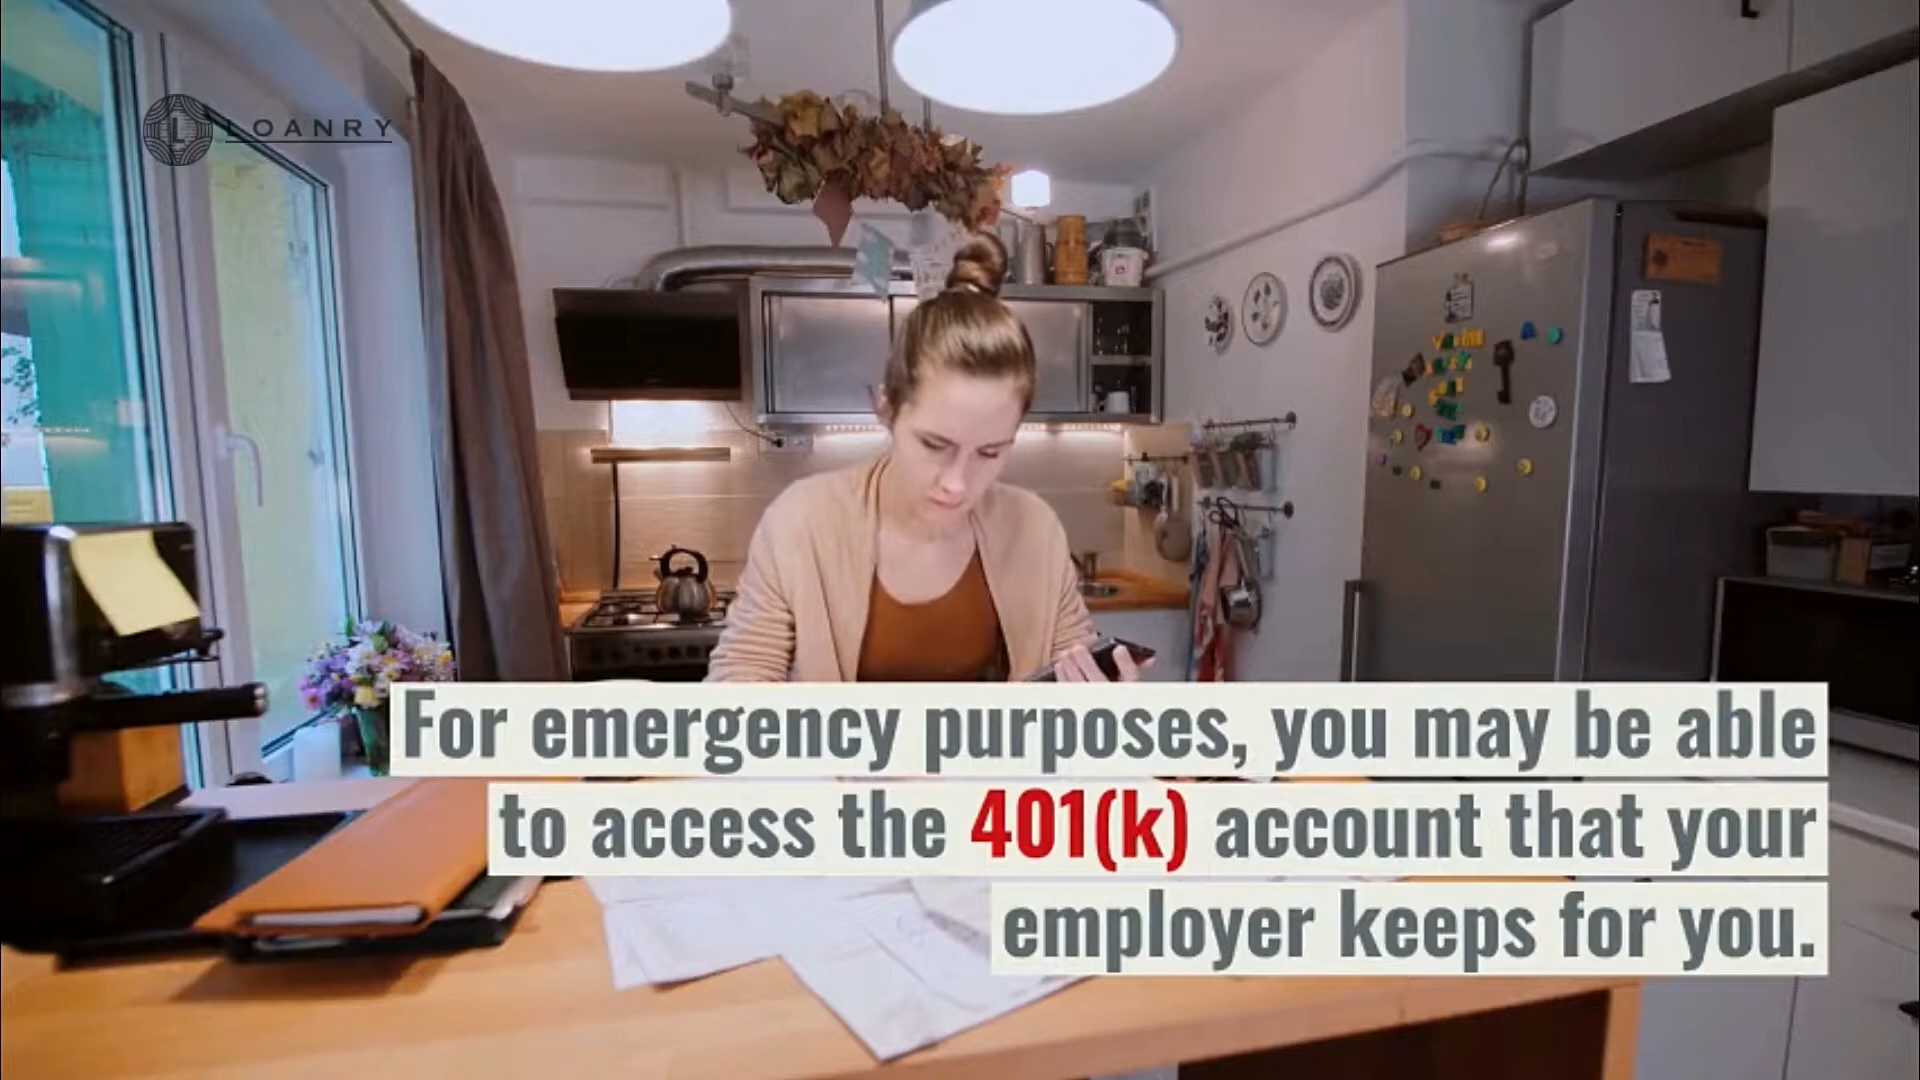 LOANRY
For emergency purposes, you may be able
to access the 401(k) account that your
employer keeps for you.